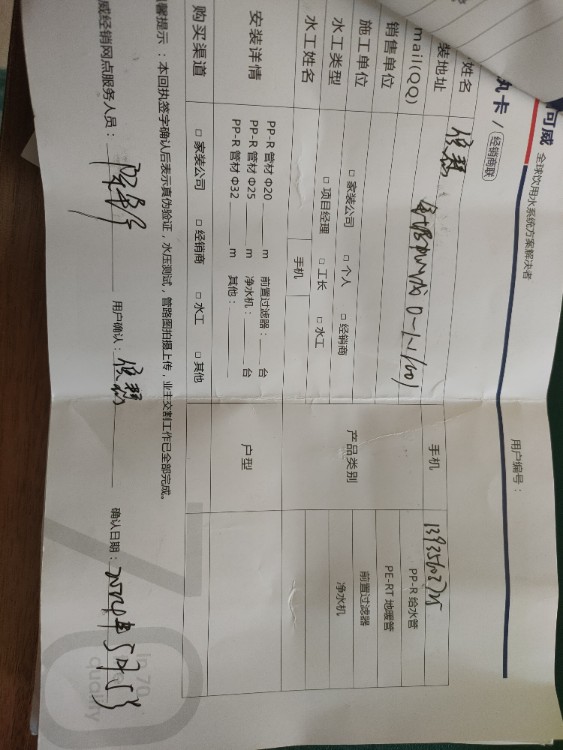 可威 全球饮用水系统方案解决者
丸卡 / 经销商联
用户编号：
姓名
手机 13935603725
装地址
mail(QQ)
销售单位 □ 家装公司 □ 个人 □ 经销商
产品类别
PP-R 给水管
PE-RT 地暖管
前置过滤器
净水机
施工单位
水工类型 □ 项目经理 □ 工长 □ 水工
水工姓名 手机
安装详情
PP-R 管材 Φ20 m 前置过滤器： 台
PP-R 管材 Φ25 m 净水机： 台
PP-R 管材 Φ32 m 其他：
户型
购买渠道 □ 家装公司 □ 经销商 □ 水工 □ 其他
馨提示：本回执签字确认后表示真伪验证，水压测试，管路图拍摄上传，业主交割工作已全部完成。
威经销网点服务人员： 用户确认： 确认日期：
in 70
quality